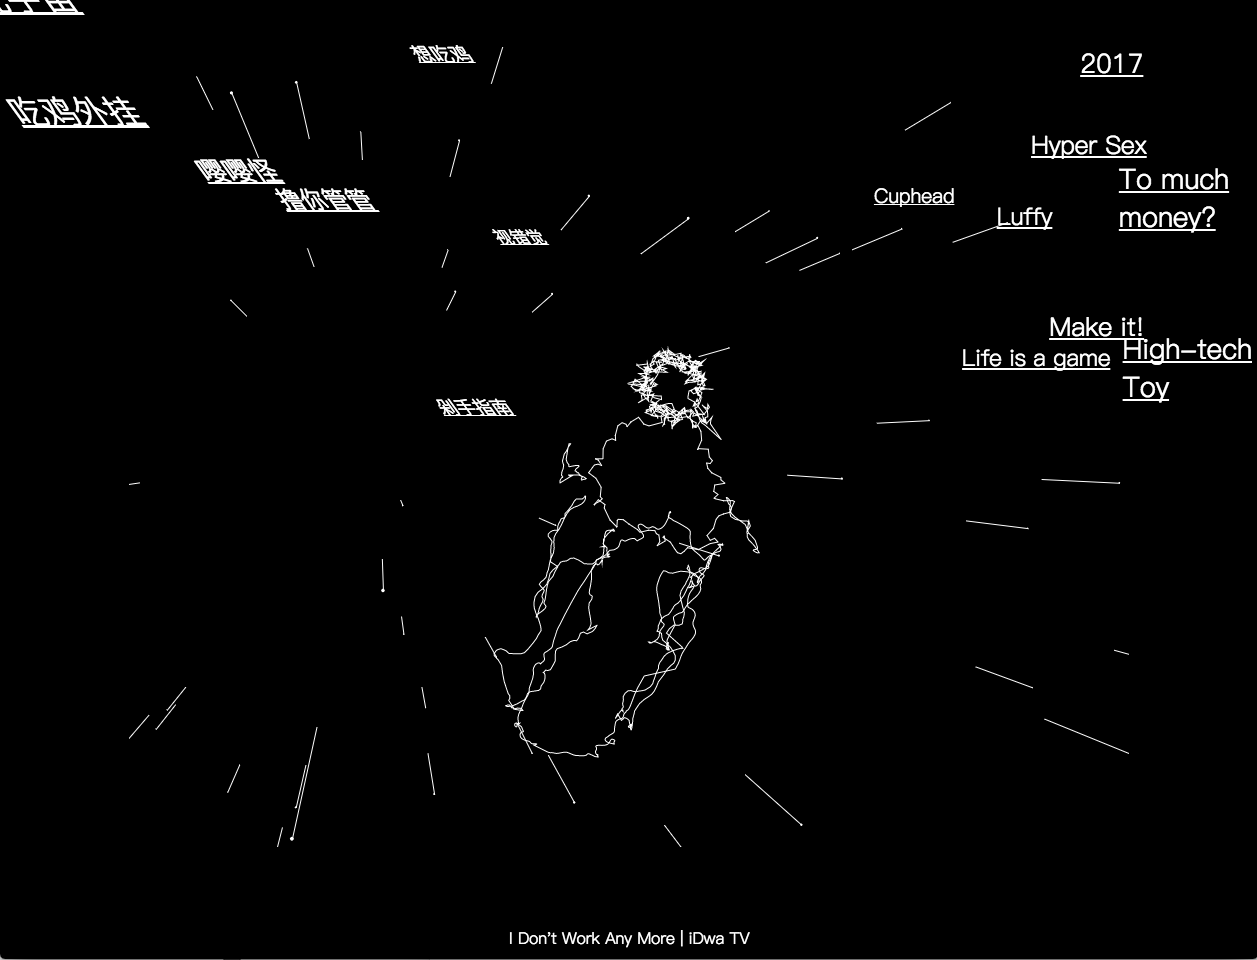 想吃鸡
吃鸡外挂
嘤嘤怪
撸你管管
视错觉
剁手指南
2017
Hyper Sex
To much
money?
Cuphead
Luffy
Make it!
Life is a game
High-tech
Toy
I Don't Work Any More | iDwa TV